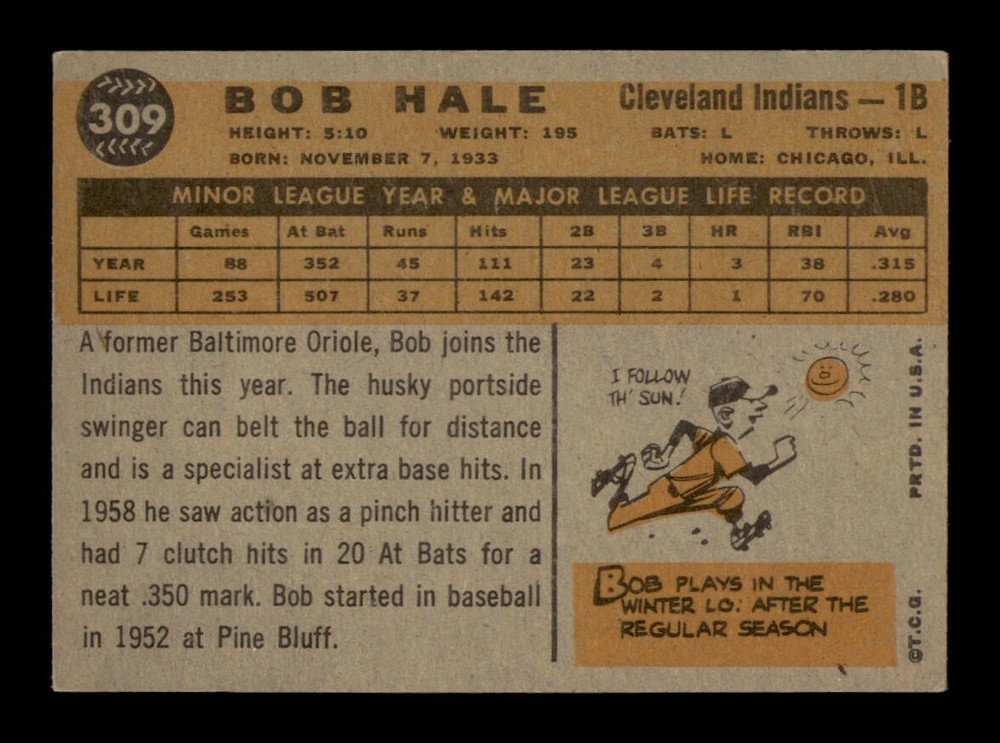 309
BOB HALE
Cleveland Indians — 1B
HEIGHT: 5:10 WEIGHT: 195 BATS: L THROWS: L
BORN: NOVEMBER 7, 1933 HOME: CHICAGO, ILL.
MINOR LEAGUE YEAR & MAJOR LEAGUE LIFE RECORD
Games At Bat Runs Hits 2B 3B HR RBI Avg
YEAR 88 352 45 111 23 4 3 38 .315
LIFE 253 507 37 142 22 2 1 70 .280
A former Baltimore Oriole, Bob joins the
Indians this year. The husky portside
swinger can belt the ball for distance
and is a specialist at extra base hits. In
1958 he saw action as a pinch hitter and
had 7 clutch hits in 20 At Bats for a
neat .350 mark. Bob started in baseball
in 1952 at Pine Bluff.
I FOLLOW
TH' SUN!
BOB PLAYS IN THE
WINTER LG. AFTER THE
REGULAR SEASON
©T.C.G. PRTD. IN U.S.A.